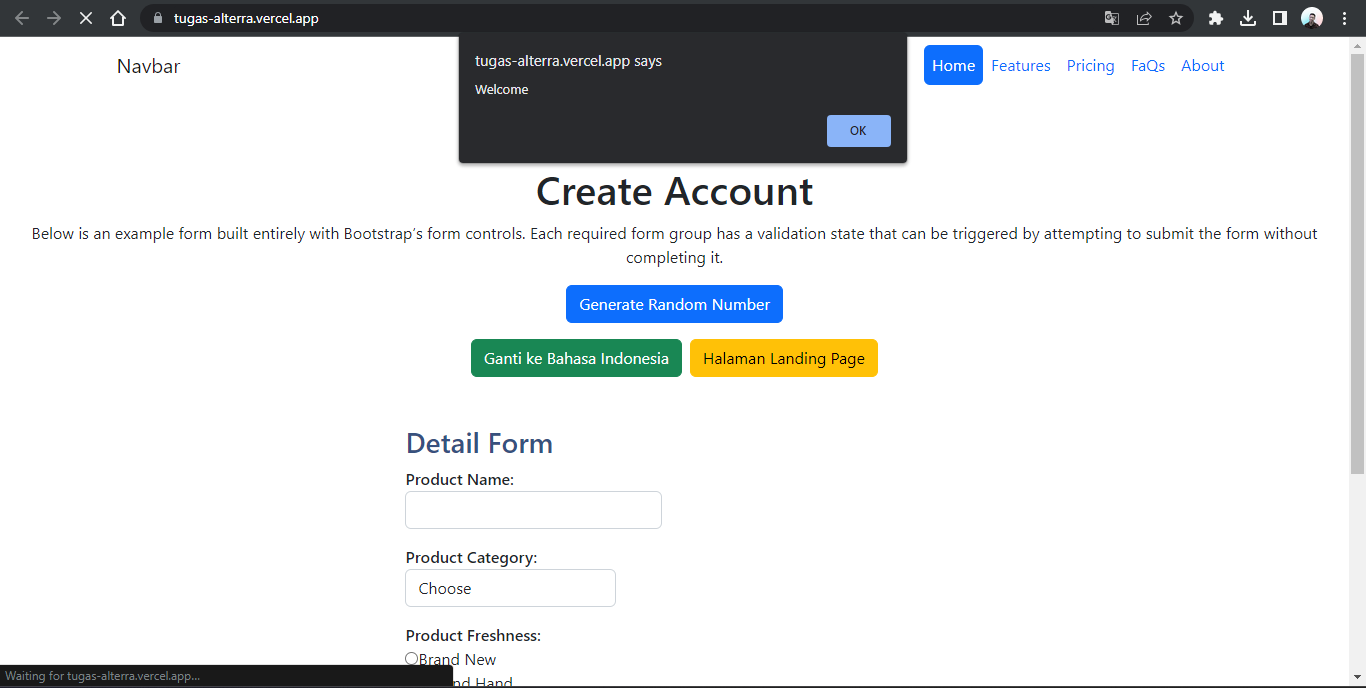 tugas-alterra.vercel.app
Navbar
tugas-alterra.vercel.app says
Welcome
OK
Home Features Pricing FaQs About
Create Account
Below is an example form built entirely with Bootstrap's form controls. Each required form group has a validation state that can be triggered by attempting to submit the form without
completing it.
Generate Random Number
Ganti ke Bahasa Indonesia Halaman Landing Page
Detail Form
Product Name:
Product Category:
Choose
Product Freshness:
Brand New
Hand
Waiting for tugas-alterra.vercel.app...